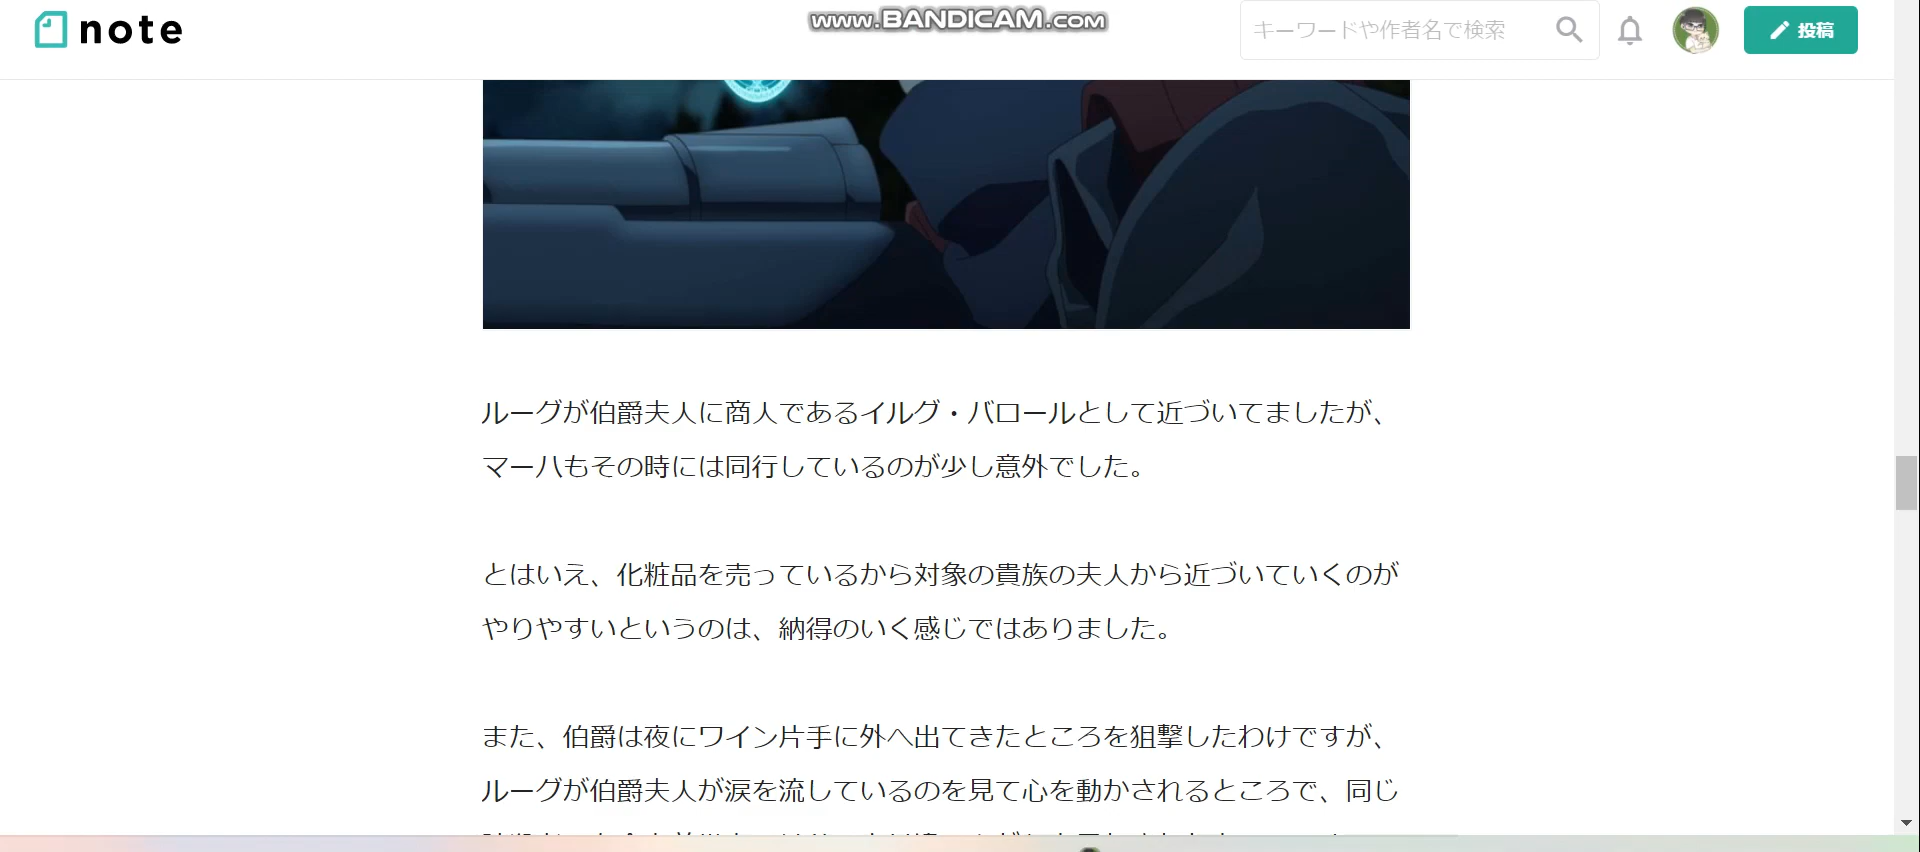 note
www.BANDICAM.com
キーワードや作者名で検索
投稿
ルーグが伯爵夫人に商人であるイルグ・バロールとして近づいてましたが、
マーハもその時には同行しているのが少し意外でした。
とはいえ、化粧品を売っているから対象の貴族の夫人から近づいていくのが
やりやすいというのは、納得のいく感じではありました。
また、伯爵は夜にワイン片手に外へ出てきたところを狙撃したわけですが、
ルーグが伯爵夫人が涙を流しているのを見て心を動かされるところで、同じ